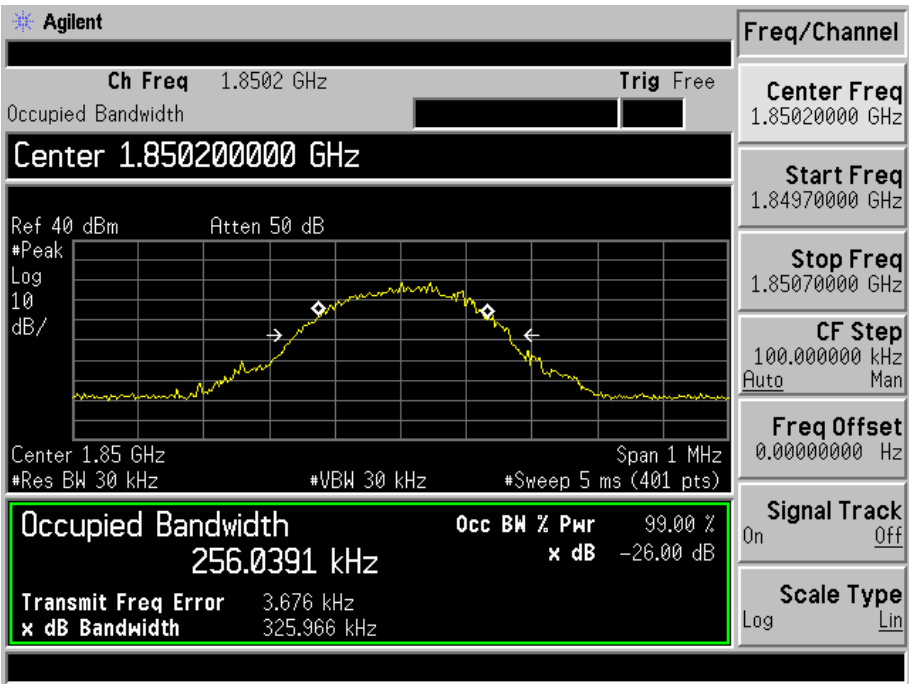 Agilent
Freq/Channel
Ch Freq 1.8502 GHz Trig Free
Occupied Bandwidth
Center 1.850200000 GHz
Ref 40 dBm Atten 50 dB
#Peak
Log
10
dB/
Center 1.85 GHz Span 1 MHz
#Res BW 30 kHz #VBW 30 kHz #Sweep 5 ms (401 pts)
Occupied Bandwidth
256.0391 kHz
Occ BW % Pwr 99.00 %
x dB -26.00 dB
Transmit Freq Error 3.676 kHz
x dB Bandwidth 325.966 kHz
Center Freq
1.85020000 GHz
Start Freq
1.84970000 GHz
Stop Freq
1.85070000 GHz
CF Step
100.000000 kHz
Auto Man
Freq Offset
0.00000000 Hz
Signal Track
On Off
Scale Type
Log Lin